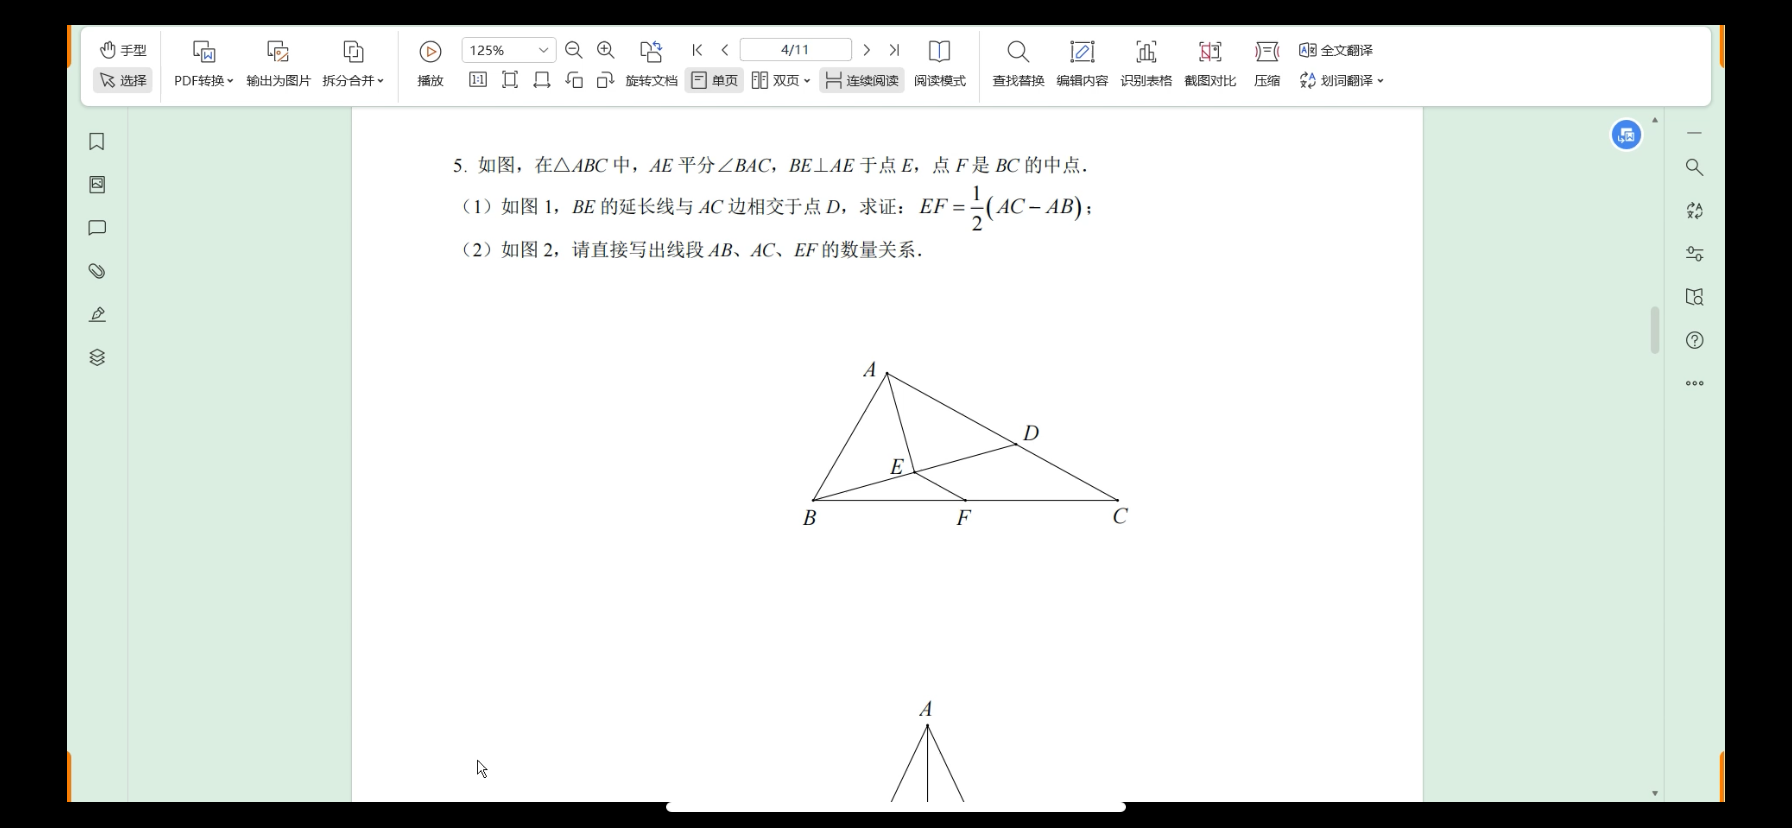 手型
选择
PDF转换
输出为图片
拆分合并
播放
125%
1:1
旋转文档
4/11
单页
双页
连续阅读
阅读模式
查找替换
编辑内容
识别表格
截图对比
压缩
全文翻译
划词翻译
5. 如图，在△ABC 中，AE 平分∠BAC，BE⊥AE 于点 E，点 F 是 BC 的中点.
（1）如图 1，BE 的延长线与 AC 边相交于点 D，求证：EF = 1/2 (AC − AB)；
（2）如图 2，请直接写出线段 AB、AC、EF 的数量关系.
A
D
E
B
F
C
A